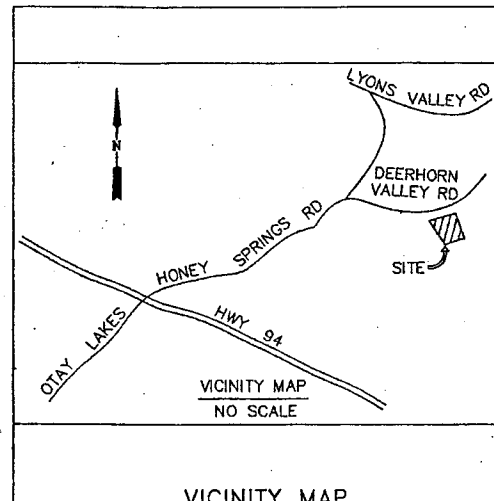 LYONS VALLEY RD
N
DEERHORN
VALLEY RD
HONEY SPRINGS RD
SITE
OTAY LAKES
HWY 94
VICINITY MAP
NO SCALE
VICINITY MAP